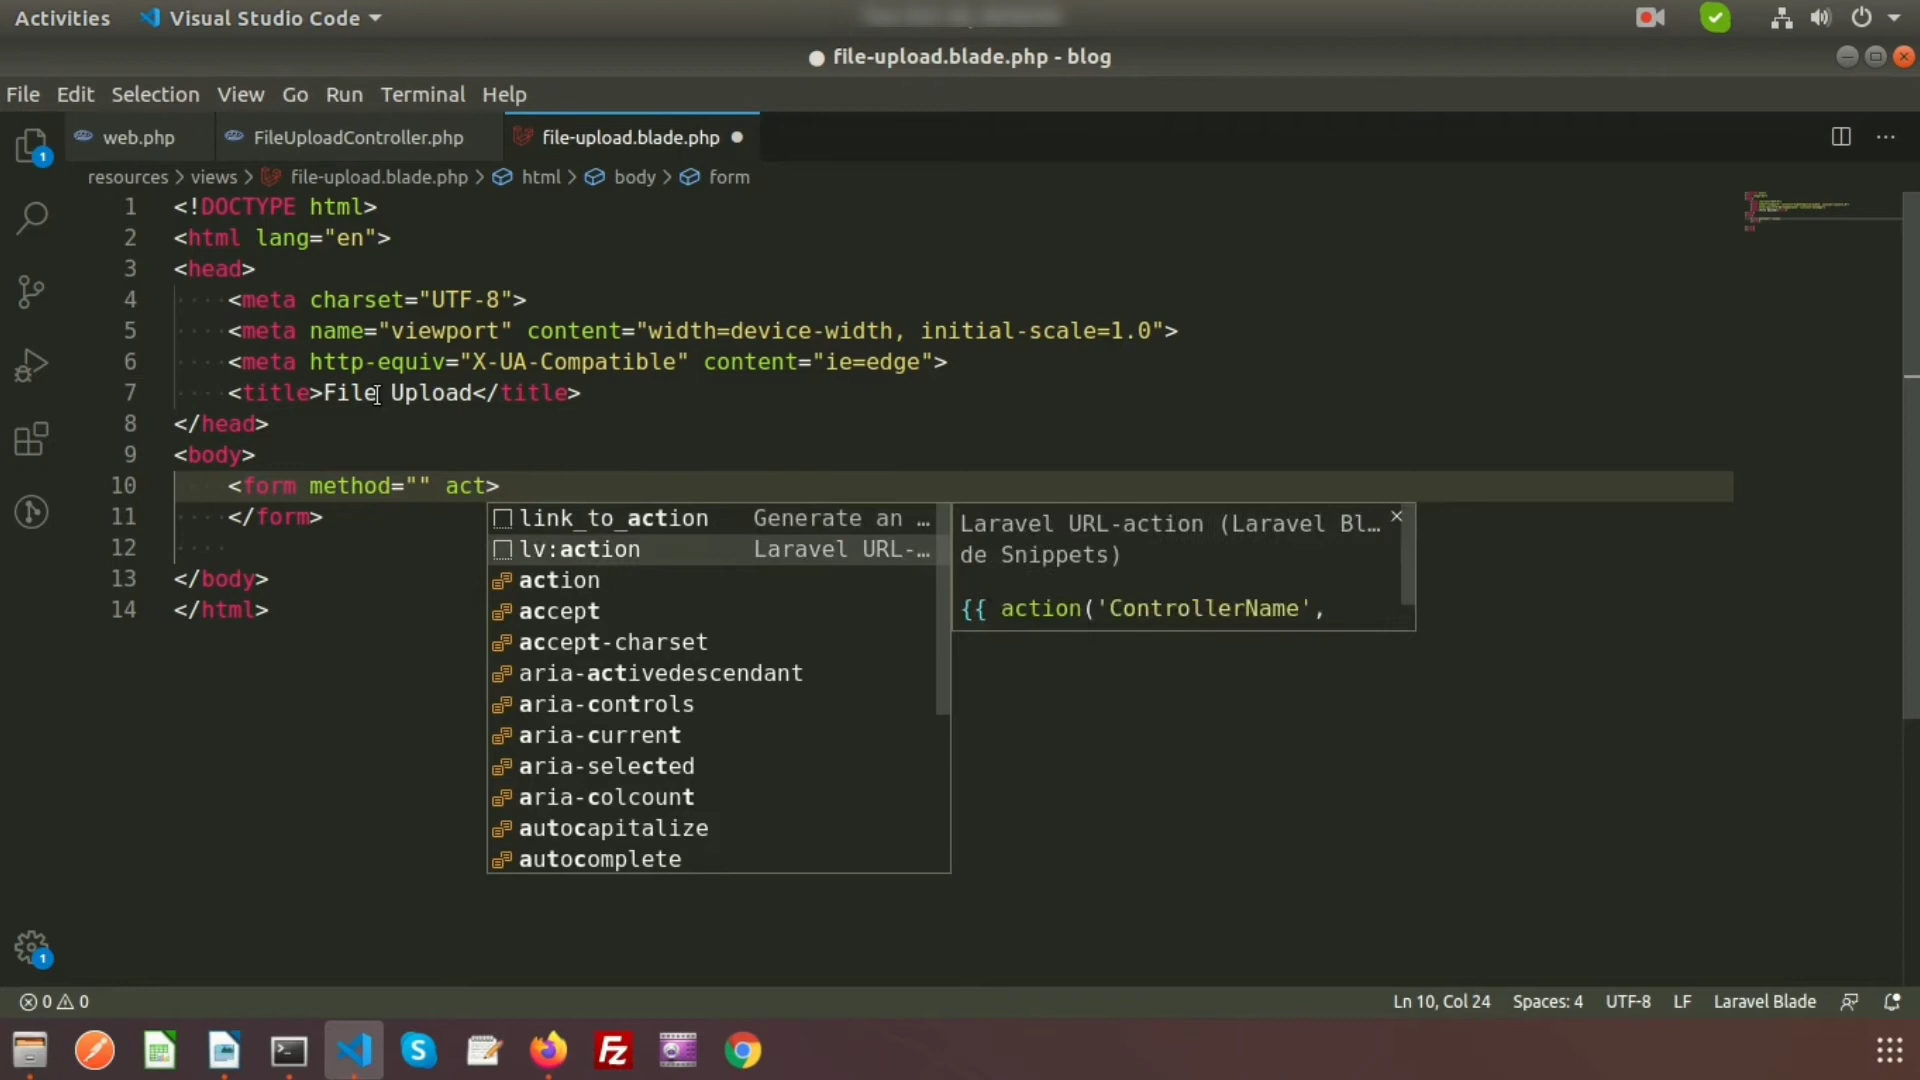 Activities Visual Studio Code
file-upload.blade.php - blog
File Edit Selection View Go Run Terminal Help
web.php FileUploadController.php file-upload.blade.php
resources > views > file-upload.blade.php > html > body > form
1 <!DOCTYPE html>
2 <html lang="en">
3 <head>
4 <meta charset="UTF-8">
5 <meta name="viewport" content="width=device-width, initial-scale=1.0">
6 <meta http-equiv="X-UA-Compatible" content="ie=edge">
7 <title>File Upload</title>
8 </head>
9 <body>
10 <form method="" act>
11 </form>
12
13 </body>
14 </html>
link_to_action Generate an …
lv:action Laravel URL-…
action
accept
accept-charset
aria-activedescendant
aria-controls
aria-current
aria-selected
aria-colcount
autocapitalize
autocomplete
Laravel URL-action (Laravel Bl…
de Snippets)
{{ action('ControllerName',
1
1
0 0 Ln 10, Col 24 Spaces: 4 UTF-8 LF Laravel Blade
S
Fz